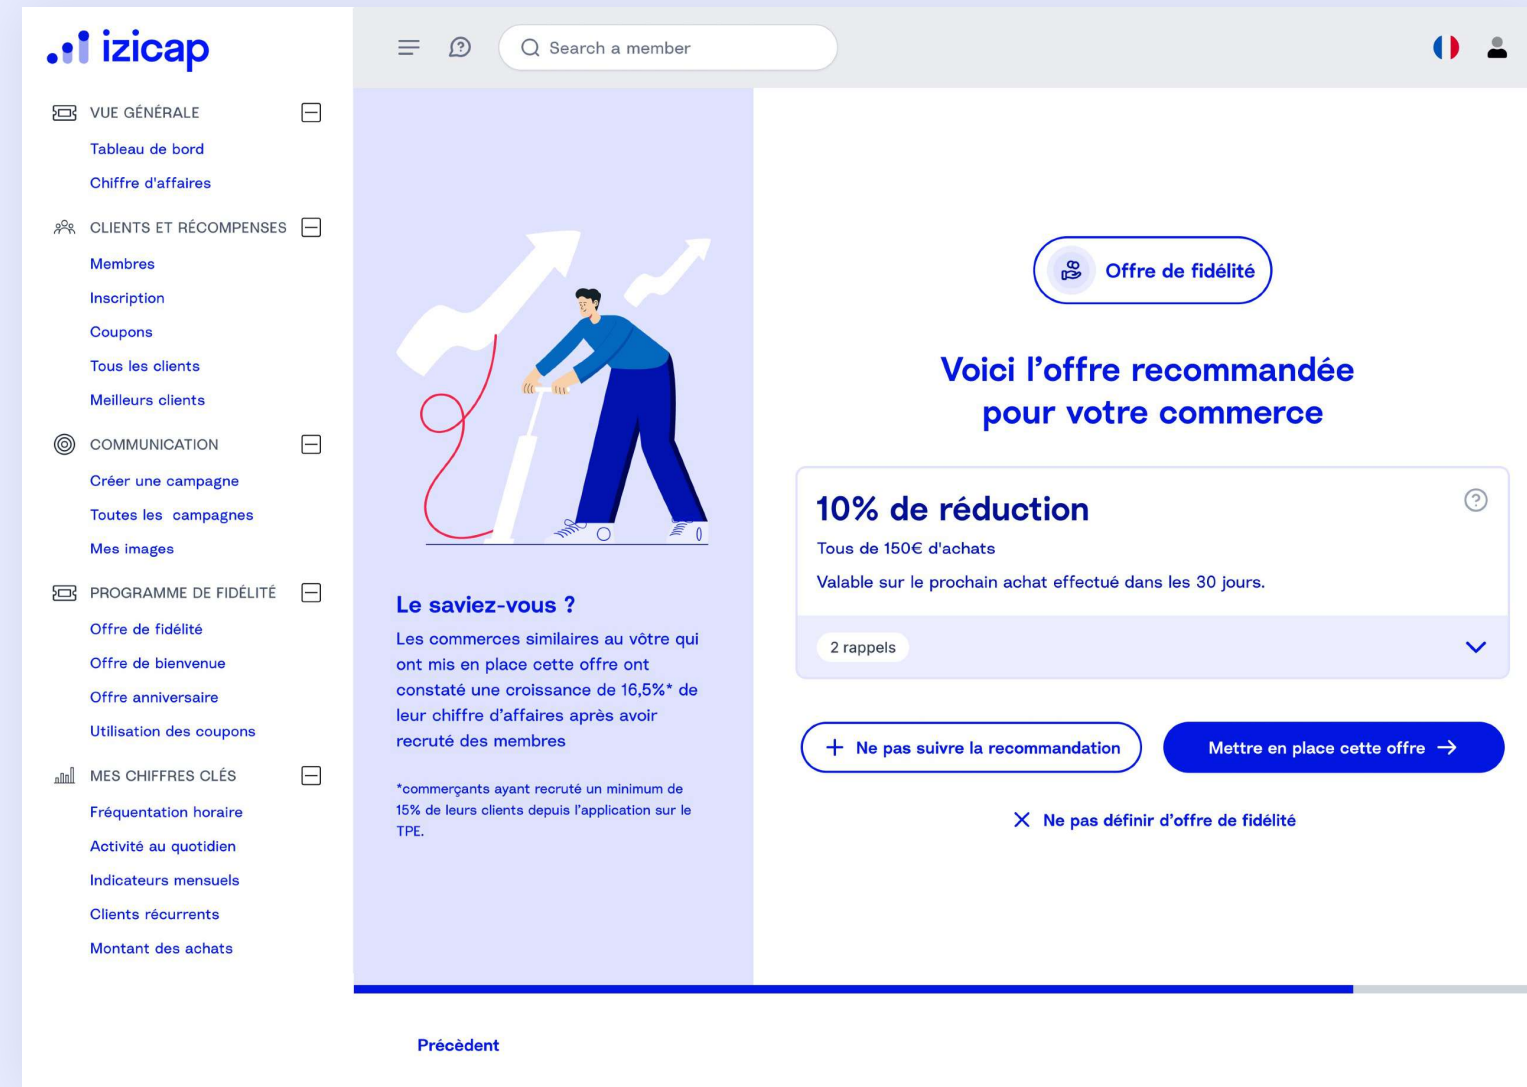 izicap
Search a member
VUE GÉNÉRALE
Tableau de bord
Chiffre d'affaires
CLIENTS ET RÉCOMPENSES
Membres
Inscription
Coupons
Tous les clients
Meilleurs clients
COMMUNICATION
Créer une campagne
Toutes les campagnes
Mes images
PROGRAMME DE FIDÉLITÉ
Offre de fidélité
Offre de bienvenue
Offre anniversaire
Utilisation des coupons
MES CHIFFRES CLÉS
Fréquentation horaire
Activité au quotidien
Indicateurs mensuels
Clients récurrents
Montant des achats
Le saviez-vous ?
Les commerces similaires au vôtre qui
ont mis en place cette offre ont
constaté une croissance de 16,5%* de
leur chiffre d’affaires après avoir
recruté des membres
*commerçants ayant recruté un minimum de
15% de leurs clients depuis l’application sur le
TPE.
Offre de fidélité
Voici l’offre recommandée
pour votre commerce
10% de réduction
Tous de 150€ d'achats
Valable sur le prochain achat effectué dans les 30 jours.
2 rappels
Ne pas suivre la recommandation
Mettre en place cette offre
Ne pas définir d’offre de fidélité
Précèdent